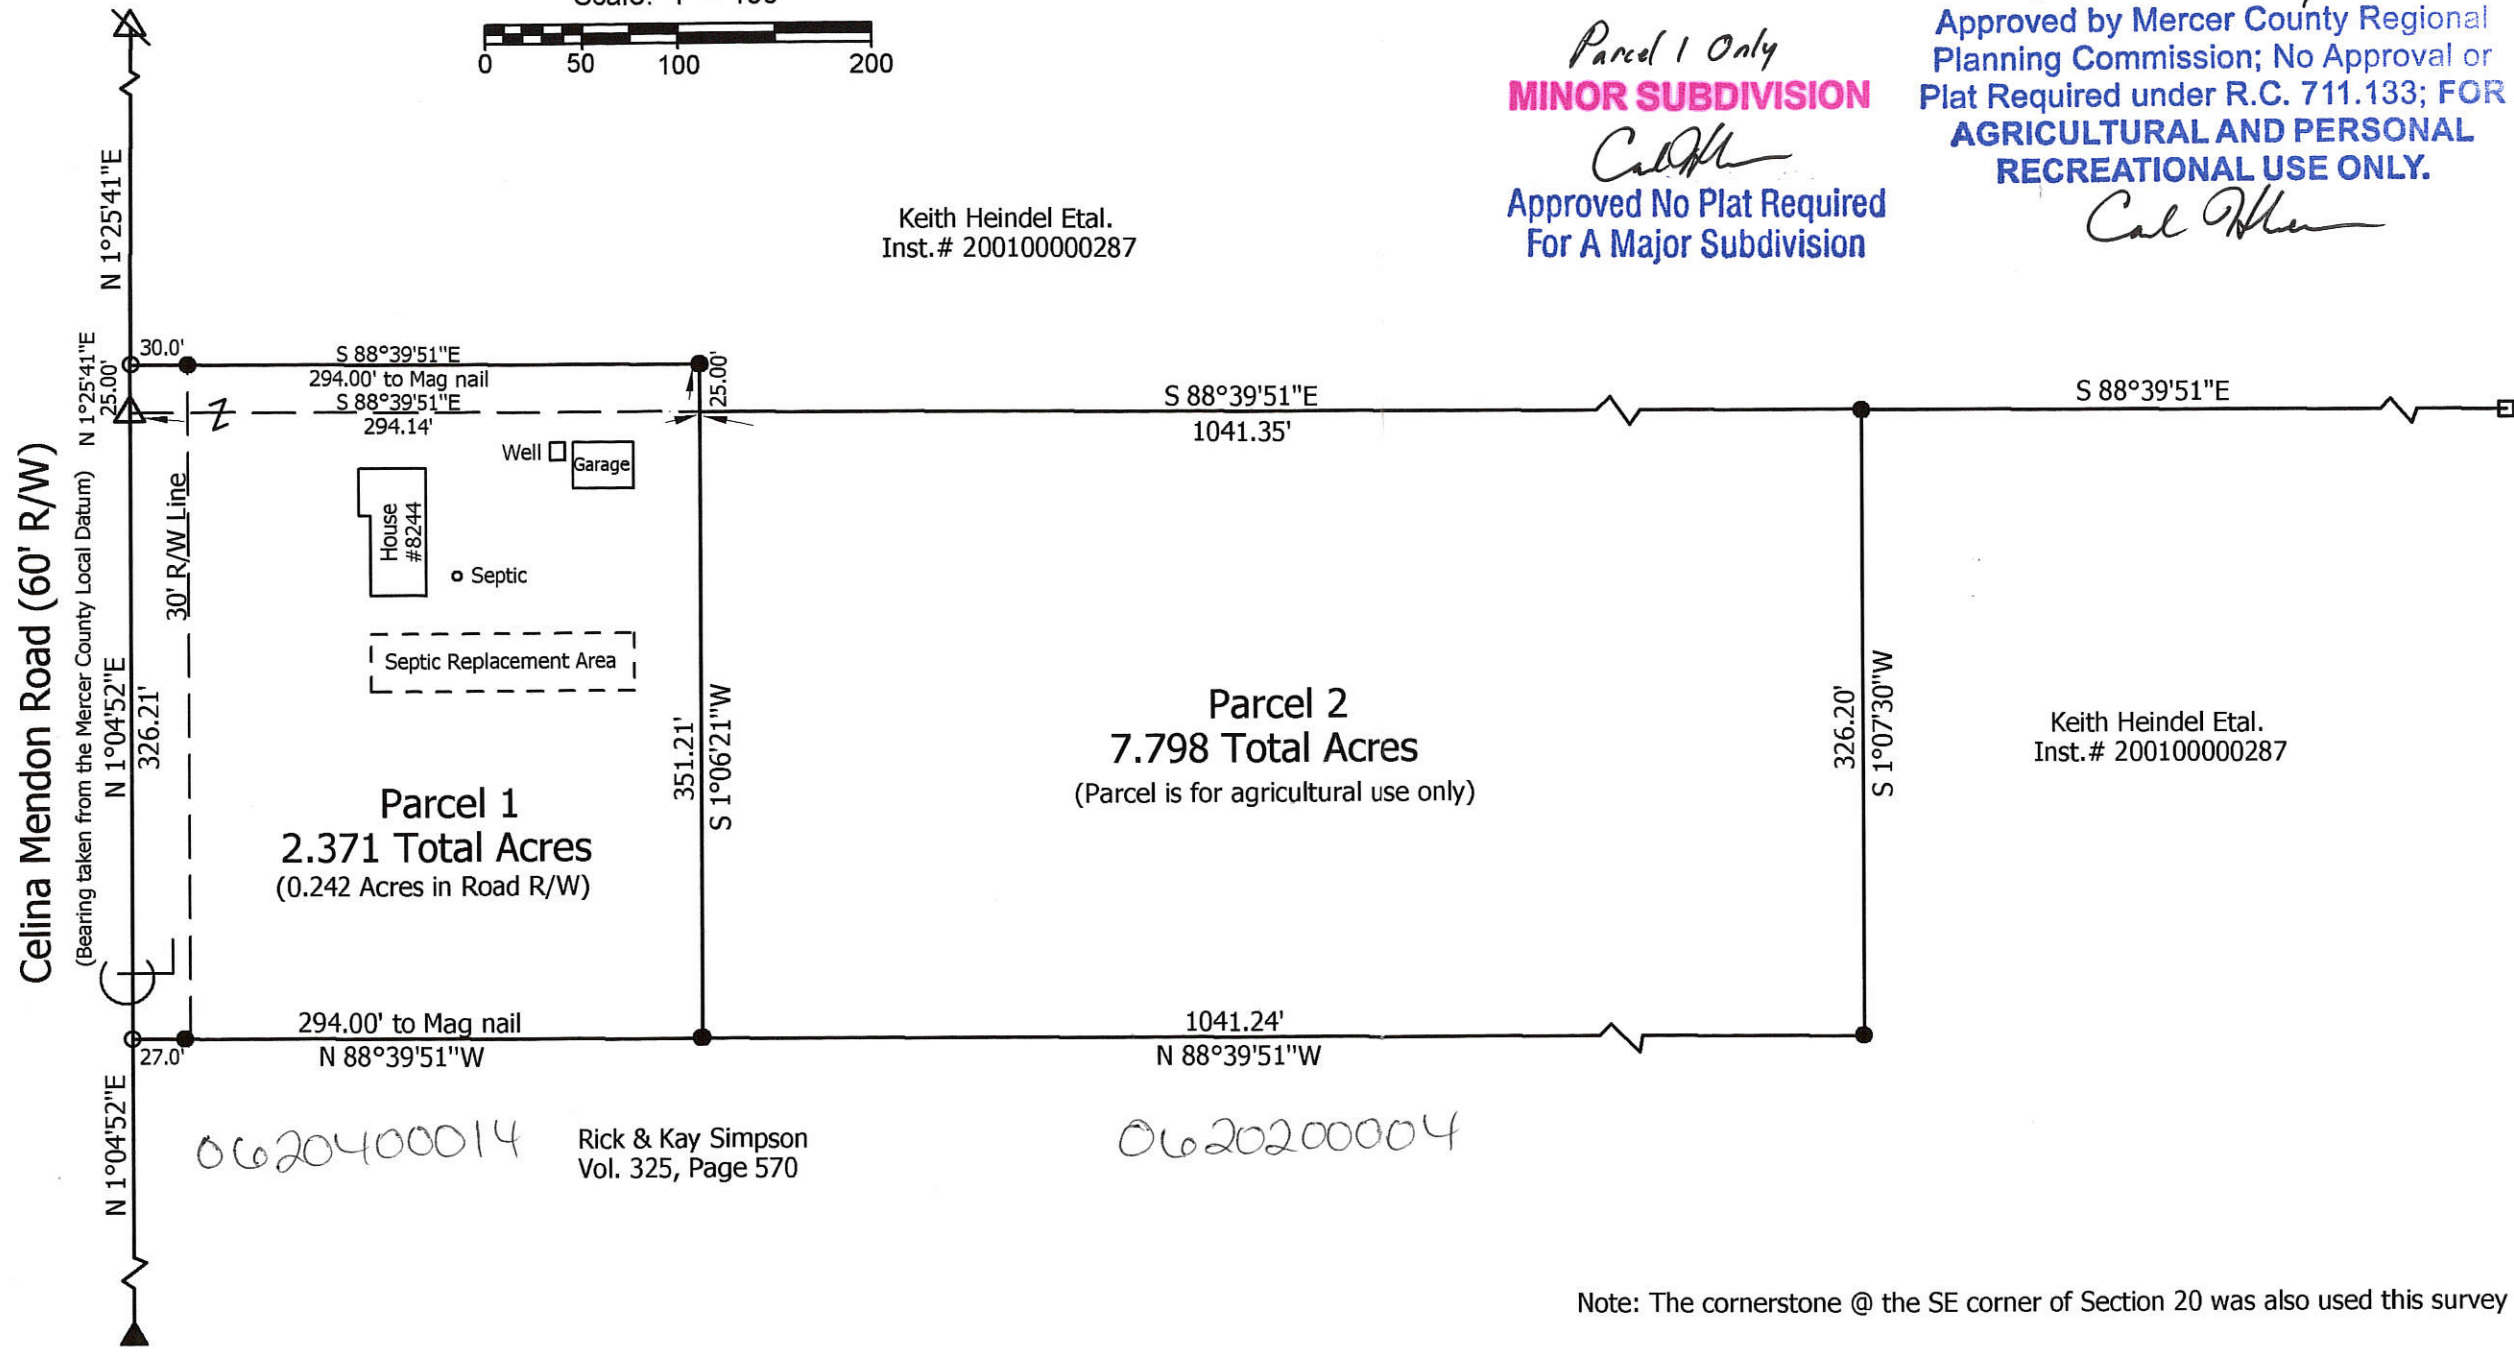 0 50 100 200
Parcel 1 Only
MINOR SUBDIVISION
Approved No Plat Required
For A Major Subdivision
Approved by Mercer County Regional
Planning Commission; No Approval or
Plat Required under R.C. 711.133; FOR
AGRICULTURAL AND PERSONAL
RECREATIONAL USE ONLY.
Keith Heindel Etal.
Inst.# 200100000287
N 1°25'41"E
N 1°25'41"E
25.00'
30.0'
S 88°39'51"E
294.00' to Mag nail
S 88°39'51"E
294.14'
25.00'
S 88°39'51"E
1041.35'
S 88°39'51"E
Celina Mendon Road (60' R/W)
(Bearing taken from the Mercer County Local Datum)
N 1°04'52"E
326.21'
30' R/W Line
Well
Garage
House
#8244
Septic
Septic Replacement Area
Parcel 1
2.371 Total Acres
(0.242 Acres in Road R/W)
351.21'
S 1°06'21"W
Parcel 2
7.798 Total Acres
(Parcel is for agricultural use only)
326.20'
S 1°07'30"W
Keith Heindel Etal.
Inst.# 200100000287
27.0'
294.00' to Mag nail
N 88°39'51"W
1041.24'
N 88°39'51"W
N 1°04'52"E
0620400014
Rick & Kay Simpson
Vol. 325, Page 570
0620200004
Note: The cornerstone @ the SE corner of Section 20 was also used this survey